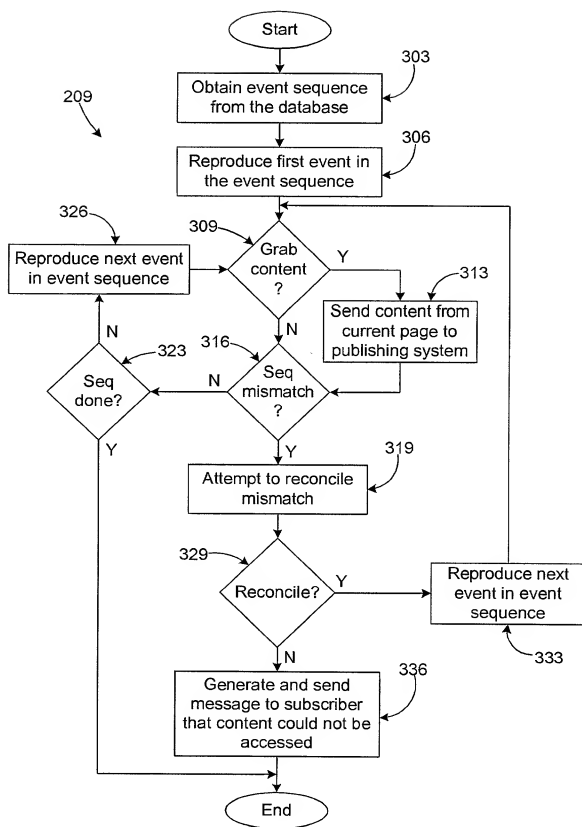 Start
303
Obtain event sequence
from the database
209
306
Reproduce first event in
the event sequence
326
309
Reproduce next event
in event sequence
Grab
content
?
Y
313
Send content from
current page to
publishing system
N
N
316
323
Seq
done?
N
Seq
mismatch
?
Y
Y
319
Attempt to reconcile
mismatch
329
Reconcile?
Y
Reproduce next
event in event
sequence
333
N
336
Generate and send
message to subscriber
that content could not be
accessed
End